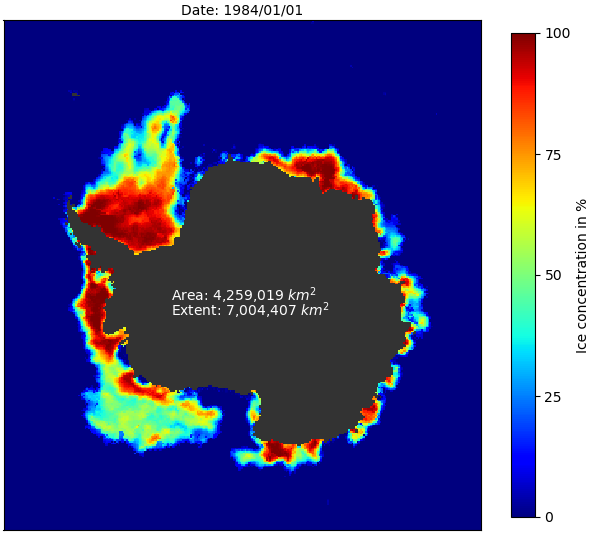 Date: 1984/01/01
100
75
50
25
0
Ice concentration in %
Area: 4,259,019 km²
Extent: 7,004,407 km²